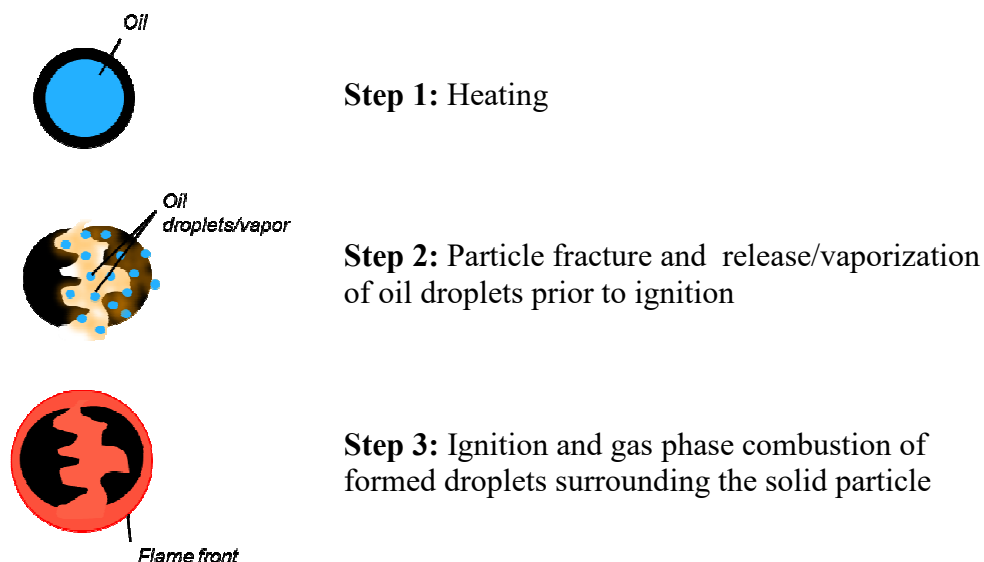 Oil
Step 1: Heating
Oil
droplets/vapor
Step 2: Particle fracture and release/vaporization
of oil droplets prior to ignition
Step 3: Ignition and gas phase combustion of
formed droplets surrounding the solid particle
Flame front